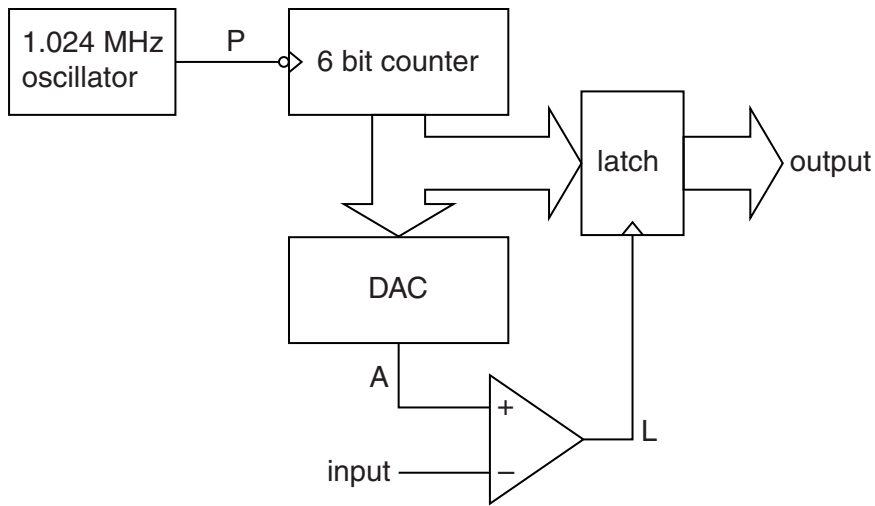 1.024 MHz
oscillator
P
6 bit counter
latch
output
DAC
A
+
L
input
−